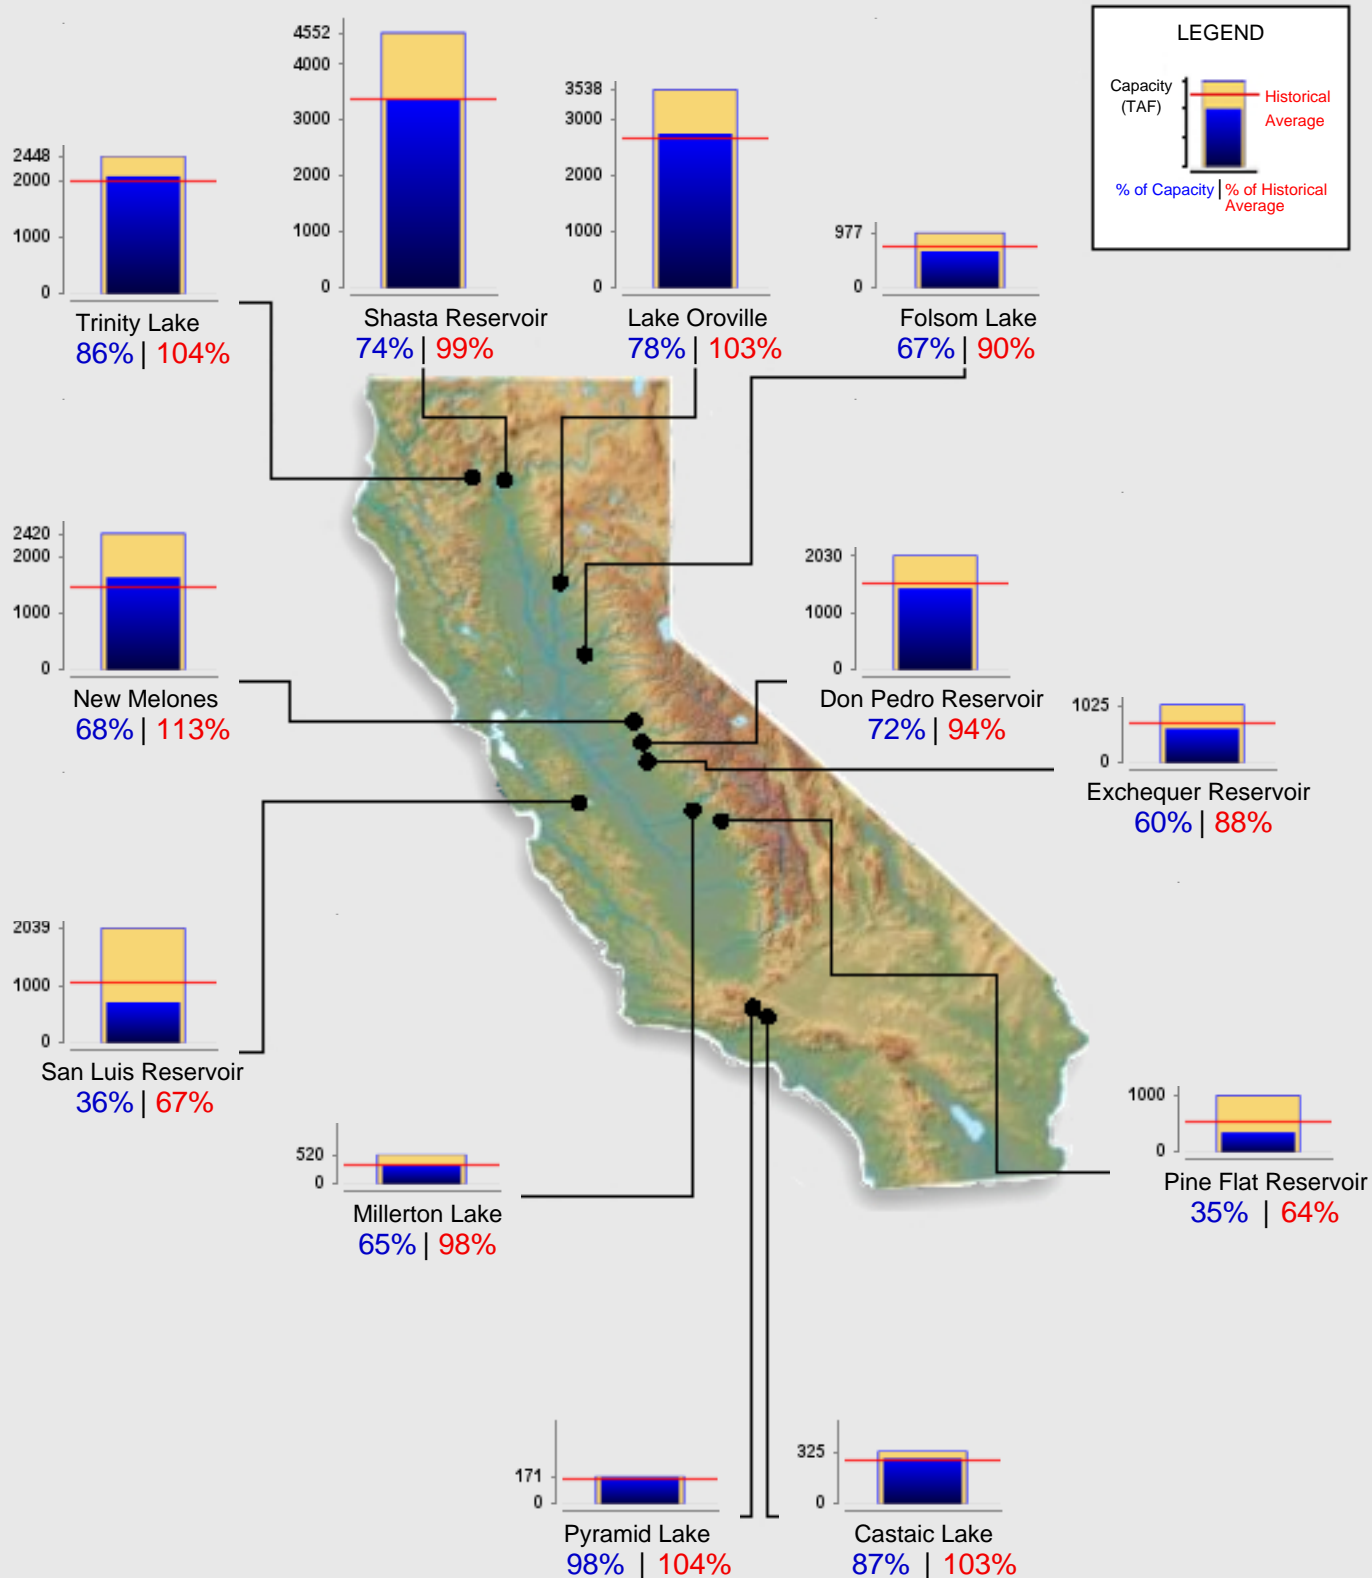 LEGEND
Capacity
(TAF)
Historical
Average
% of Capacity | % of Historical
Average
4552
4000
3000
2000
1000
0
Shasta Reservoir
74% | 99%
3538
3000
2000
1000
0
Lake Oroville
78% | 103%
2448
2000
1000
0
Trinity Lake
86% | 104%
977
0
Folsom Lake
67% | 90%
2420
2000
1000
0
New Melones
68% | 113%
2030
1000
0
Don Pedro Reservoir
72% | 94%
1025
0
Exchequer Reservoir
60% | 88%
2039
1000
0
San Luis Reservoir
36% | 67%
520
0
Millerton Lake
65% | 98%
1000
0
Pine Flat Reservoir
35% | 64%
171
0
Pyramid Lake
98% | 104%
325
0
Castaic Lake
87% | 103%